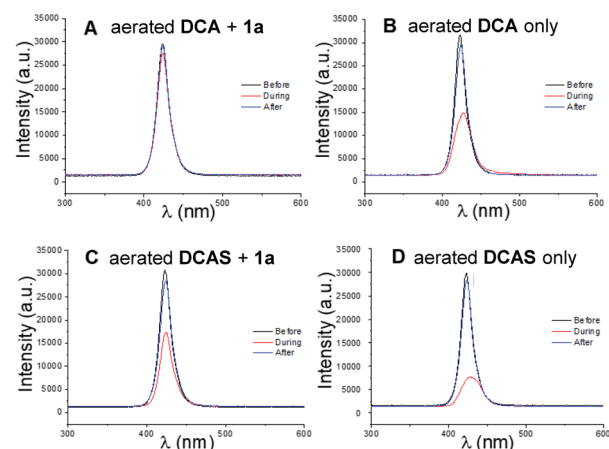 A aerated DCA + 1a
Intensity (a.u.)
35000
30000
25000
20000
15000
10000
5000
0
Before
During
After
300
400
500
600
λ (nm)
B aerated DCA only
Intensity (a.u.)
35000
30000
25000
20000
15000
10000
5000
0
Before
During
After
300
400
500
600
λ (nm)
C aerated DCAS + 1a
Intensity (a.u.)
35000
30000
25000
20000
15000
10000
5000
0
Before
During
After
300
400
500
600
λ (nm)
D aerated DCAS only
Intensity (a.u.)
35000
30000
25000
20000
15000
10000
5000
0
Before
During
After
300
400
500
600
λ (nm)